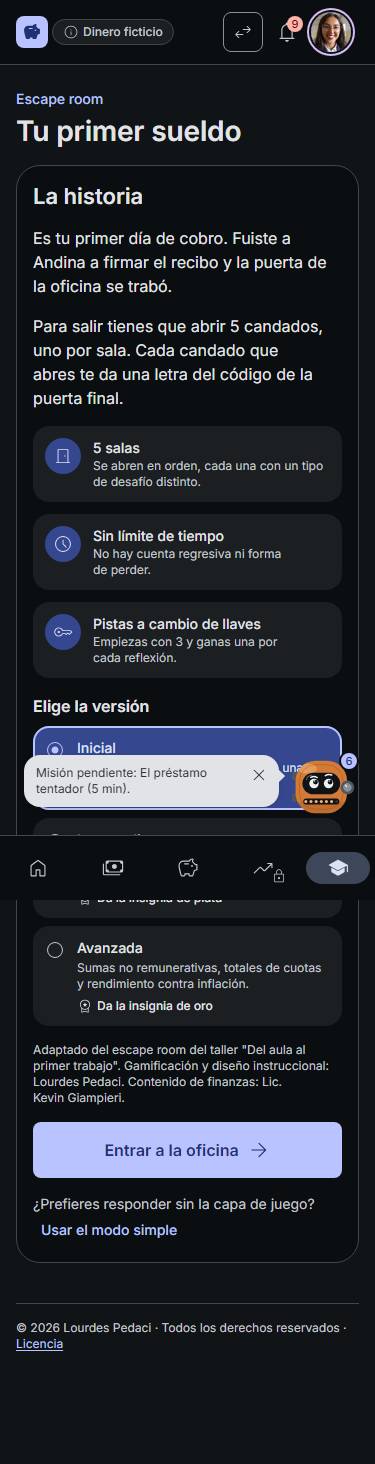 Dinero ficticio
9
Escape room
Tu primer sueldo
La historia
Es tu primer día de cobro. Fuiste a
Andina a firmar el recibo y la puerta de
la oficina se trabó.
Para salir tienes que abrir 5 candados,
uno por sala. Cada candado que
abres te da una letra del código de la
puerta final.
5 salas
Se abren en orden, cada una con un tipo
de desafío distinto.
Sin límite de tiempo
No hay cuenta regresiva ni forma
de perder.
Pistas a cambio de llaves
Empiezas con 3 y ganas una por
cada reflexión.
Elige la versión
Inicial
una
Misión pendiente: El préstamo
tentador (5 min).
6
Da la insignia de plata
Avanzada
Sumas no remunerativas, totales de cuotas
y rendimiento contra inflación.
Da la insignia de oro
Adaptado del escape room del taller "Del aula al
primer trabajo". Gamificación y diseño instruccional:
Lourdes Pedaci. Contenido de finanzas: Lic.
Kevin Giampieri.
Entrar a la oficina
¿Prefieres responder sin la capa de juego?
Usar el modo simple
© 2026 Lourdes Pedaci · Todos los derechos reservados ·
Licencia